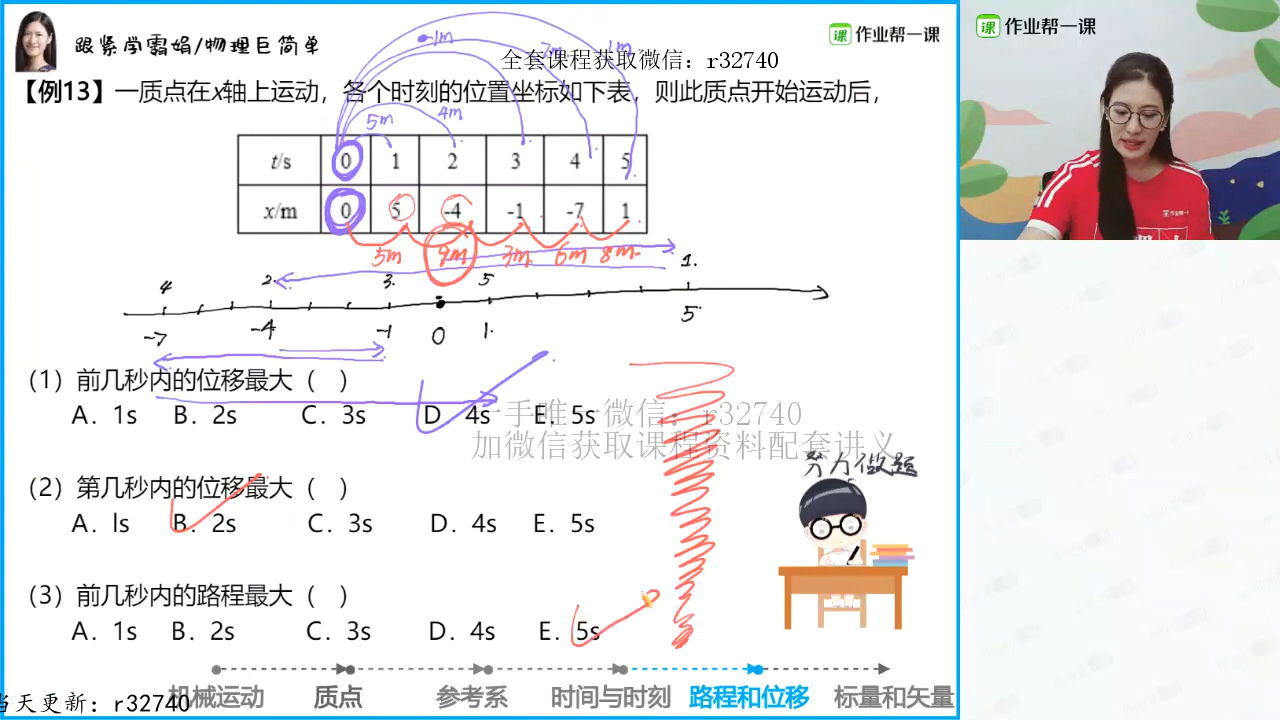 跟紧学霸娟/物理巨简单
作业帮一课
作业帮一课
全套课程获取微信：r32740
【例13】一质点在x轴上运动，各个时刻的位置坐标如下表，则此质点开始运动后，
1m 7m 1m
5m 4m
t/s 0 1 2 3 4 5
x/m 0 5 -4 -1 -7 1
5m 9m 3m 6m 8m
4 2 3 5 1
-7 -4 -1 0 1 5
（1）前几秒内的位移最大（ ）
A．1s B．2s C．3s D．4s E．5s
一手唯一微信：r32740
加微信获取课程资料配套讲义
（2）第几秒内的位移最大（ ）
A．ls B．2s C．3s D．4s E．5s
努力做题
（3）前几秒内的路程最大（ ）
A．1s B．2s C．3s D．4s E．5s
机械运动 质点 参考系 时间与时刻 路程和位移 标量和矢量
当天更新：r32740